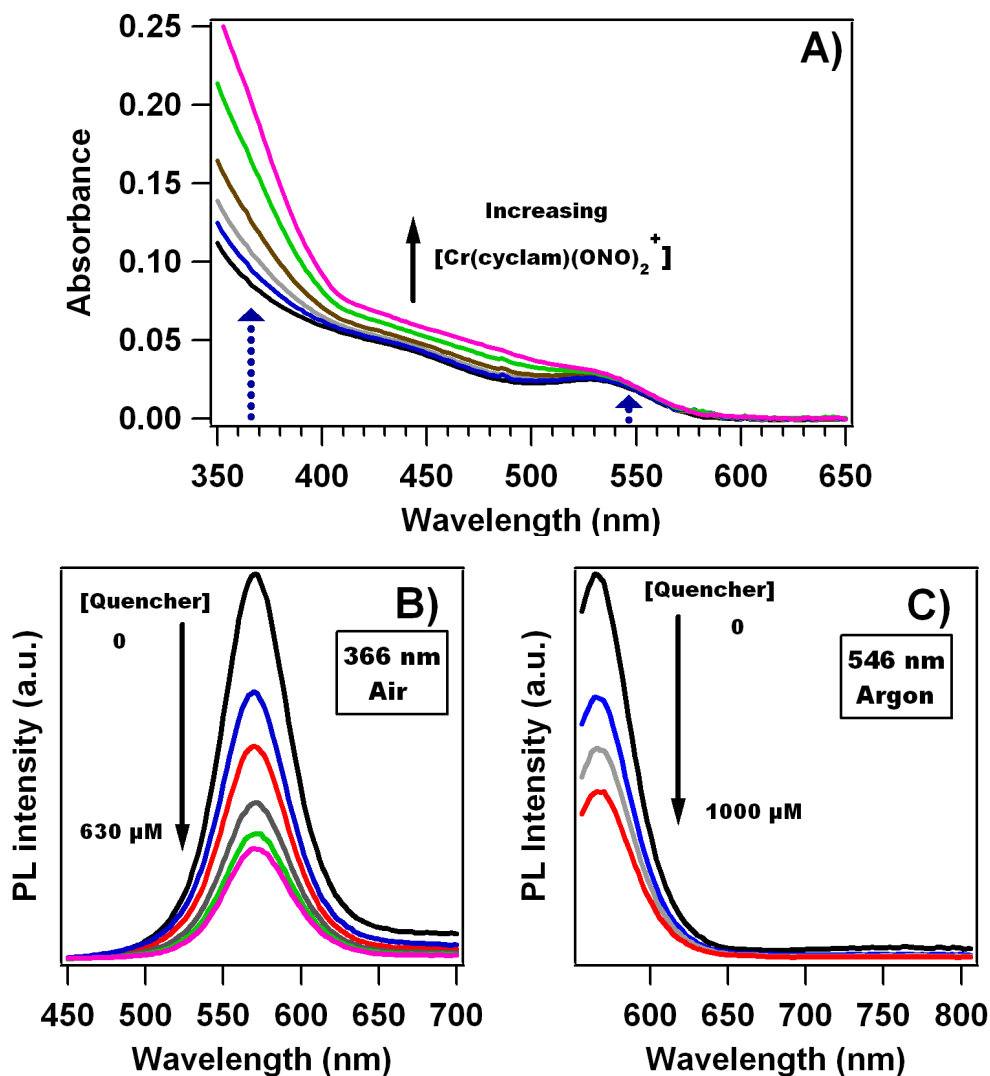 A)
0.25
0.20
0.15
0.10
0.05
0.00
Absorbance
Increasing
[Cr(cyclam)(ONO)2+]
350 400 450 500 550 600 650
Wavelength (nm)
B)
[Quencher]
0
366 nm
Air
630 µM
PL intensity (a.u.)
450 500 550 600 650 700
Wavelength (nm)
C)
[Quencher]
0
546 nm
Argon
1000 µM
PL Intensity (a.u.)
600 650 700 750 800
Wavelength (nm)